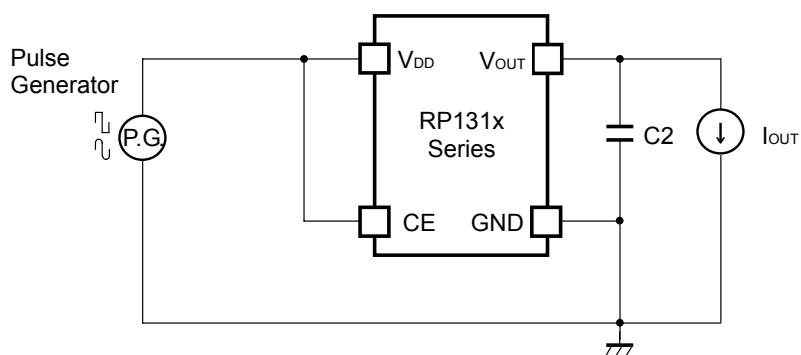 Pulse
Generator
P.G.
VDD
VOUT
RP131x
Series
C2
IOUT
CE
GND